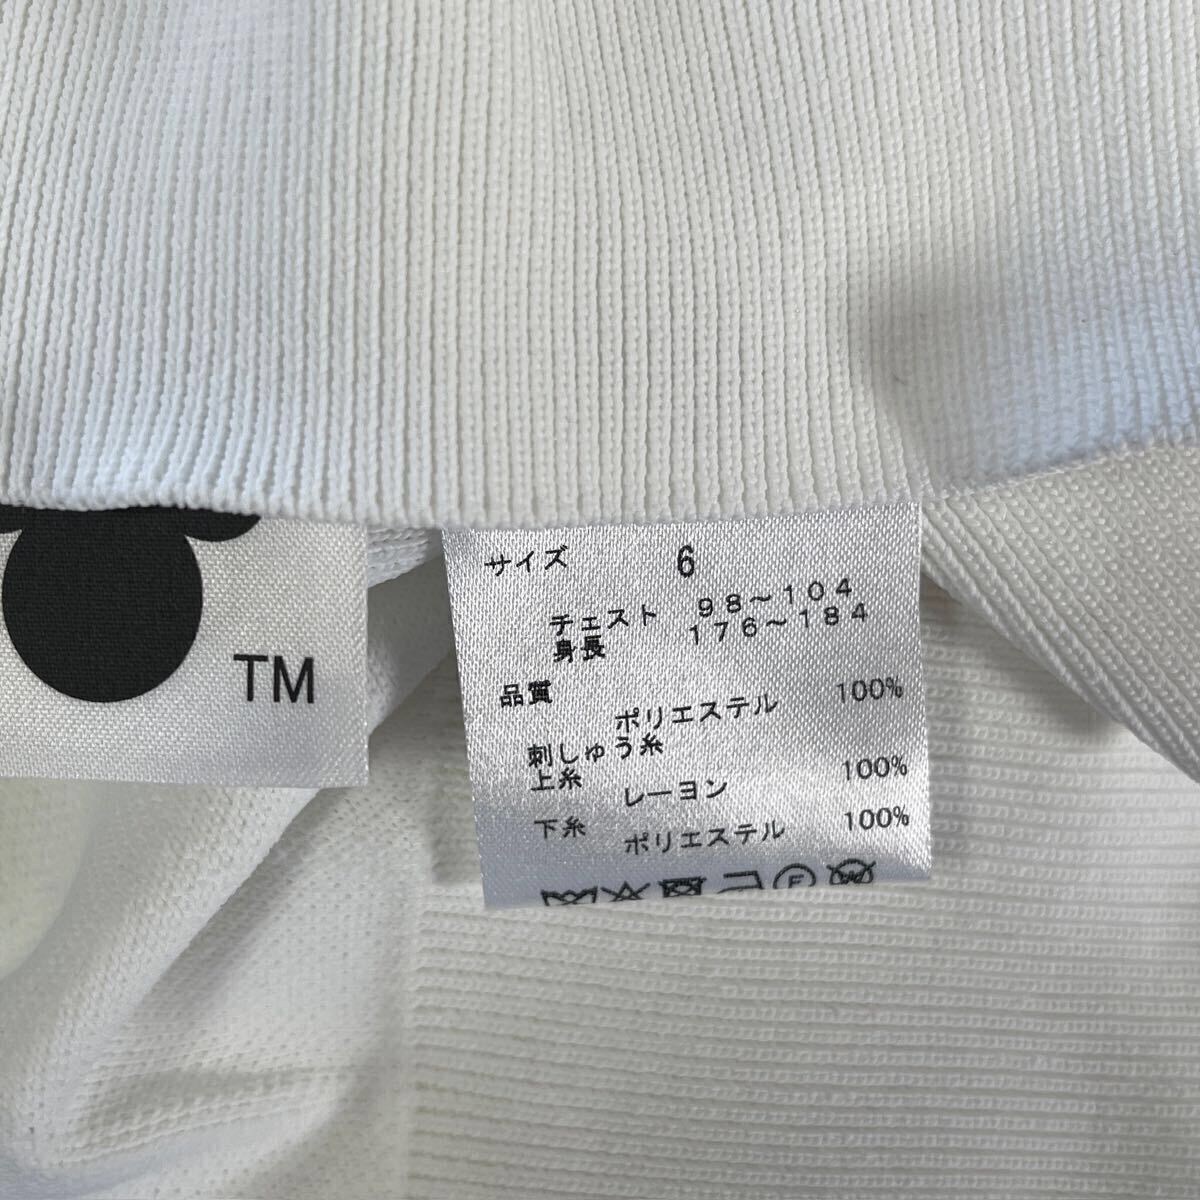 サイズ 6
チェスト 98~104
身長 176~184
品質
ポリエステル 100%
刺しゅう糸
上糸 レーヨン 100%
下糸 ポリエステル 100%
F
W
TM